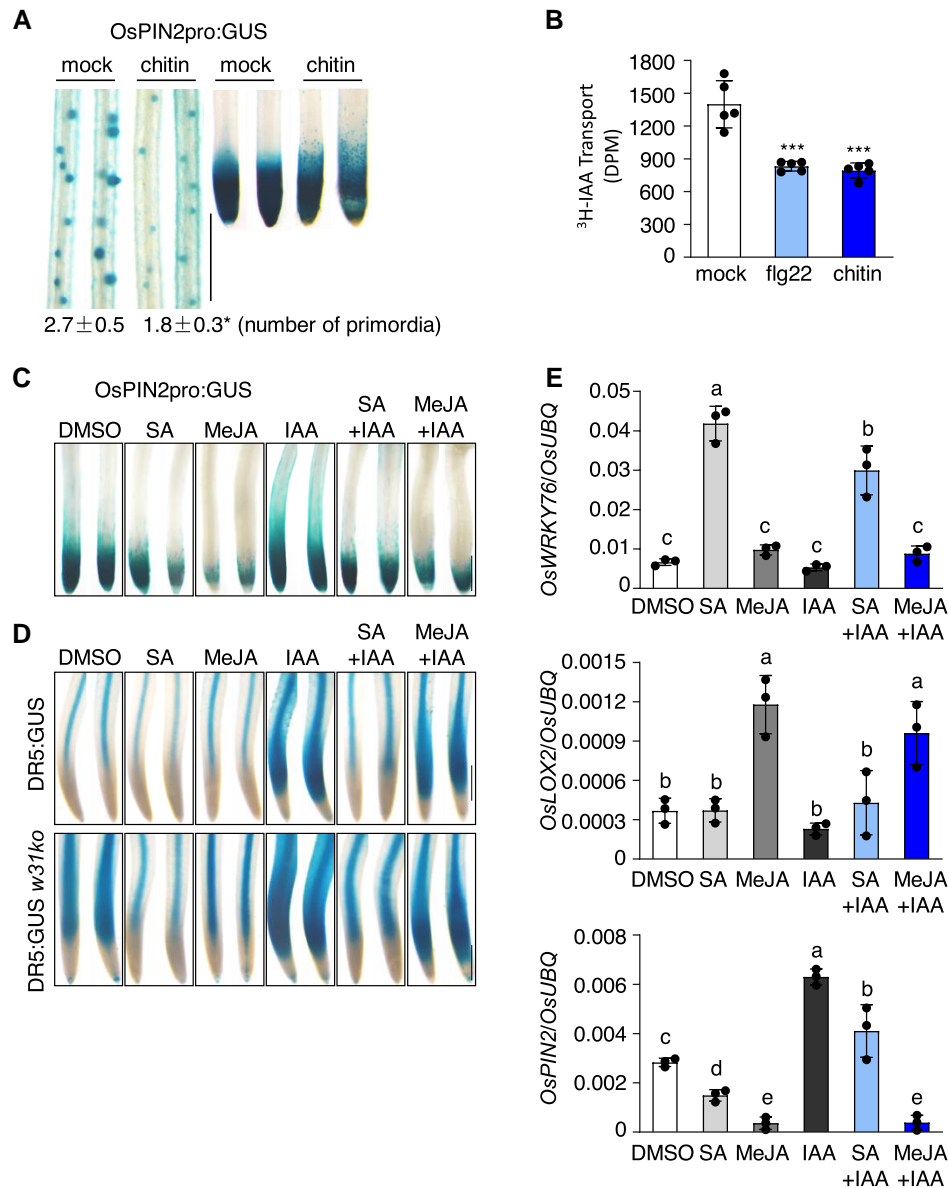 A
OsPIN2pro:GUS
mock chitin mock chitin
2.7±0.5 1.8±0.3* (number of primordia)
B
³H-IAA Transport
(DPM)
1800
1500
1200
900
600
300
0
*** ***
mock flg22 chitin
C
OsPIN2pro:GUS
DMSO SA MeJA IAA SA +IAA MeJA +IAA
D
DMSO SA MeJA IAA SA +IAA MeJA +IAA
DR5:GUS
DR5:GUS w31ko
E
OsWRKY76/OsUBQ
0.05
0.04
0.03
0.02
0.01
0
c a c c b c
DMSO SA MeJA IAA SA MeJA
+IAA +IAA
OsLOX2/OsUBQ
0.0015
0.0009
0.0006
0.0003
0
b b a b b a
DMSO SA MeJA IAA SA MeJA
+IAA +IAA
OsPIN2/OsUBQ
0.008
0.006
0.004
0.002
0
c d e a b e
DMSO SA MeJA IAA SA MeJA
+IAA +IAA